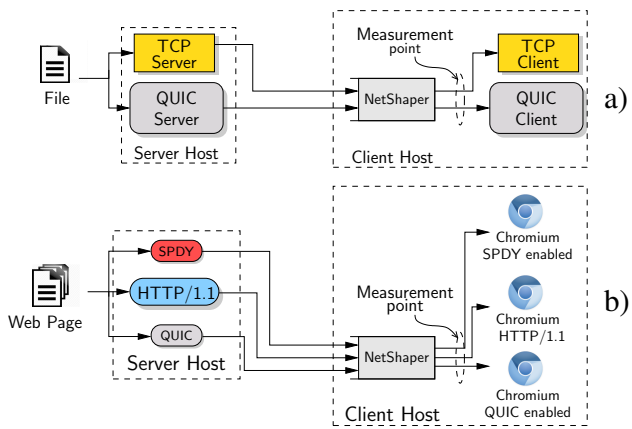 File
TCP
Server
QUIC
Server
Server Host
Measurement
point
NetShaper
TCP
Client
QUIC
Client
Client Host
a)
Web Page
SPDY
HTTP/1.1
QUIC
Server Host
Measurement
point
NetShaper
Chromium
SPDY enabled
Chromium
HTTP/1.1
Chromium
QUIC enabled
Client Host
b)